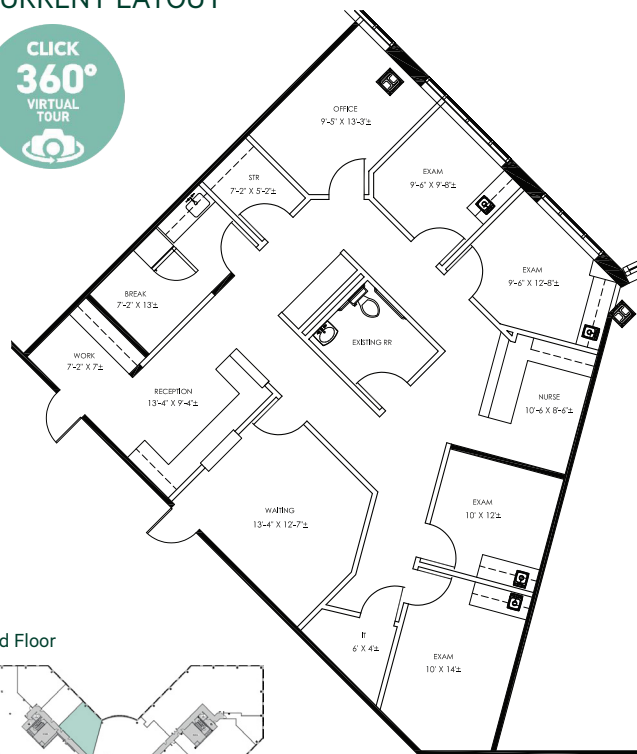 CURRENT LAYOUT
CLICK
360°
VIRTUAL
TOUR
OFFICE
9'-5" X 13'-3"±
STR
7'-2" X 5'-2"±
EXAM
9'-6" X 9'-8"±
EXAM
9'-6" X 12'-8"±
BREAK
7'-2" X 13'±
EXISTING RR
WORK
7'-2" X 7'±
RECEPTION
13'-4" X 9'-4"±
NURSE
10'-6 X 8'-6"±
WAITING
13'-4" X 12'-7"±
EXAM
10' X 12'±
IT
6' X 4'±
EXAM
10' X 14'±
d Floor